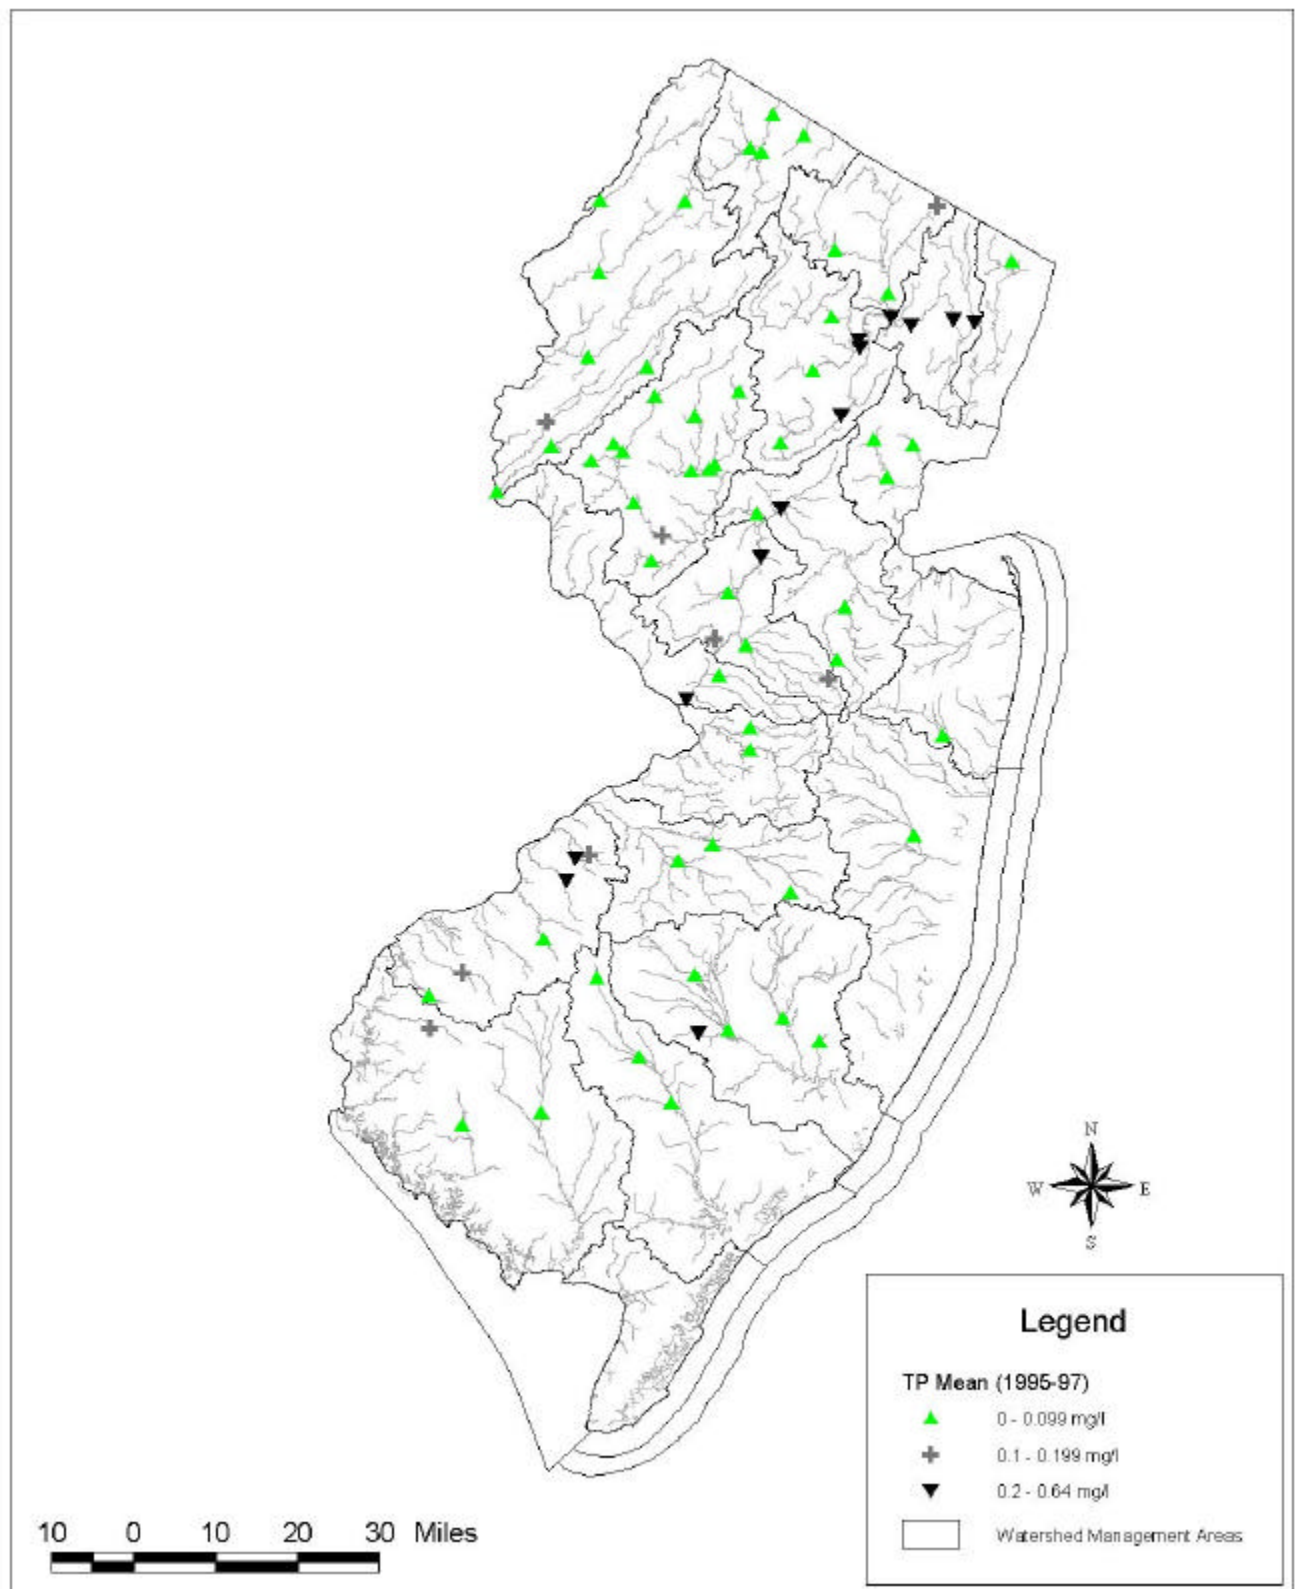 N
W E
S
Legend
TP Mean (1995-97)
0 - 0.099 mg/l
0.1 - 0.199 mg/l
0.2 - 0.64 mg/l
Watershed Management Areas
10 0 10 20 30 Miles